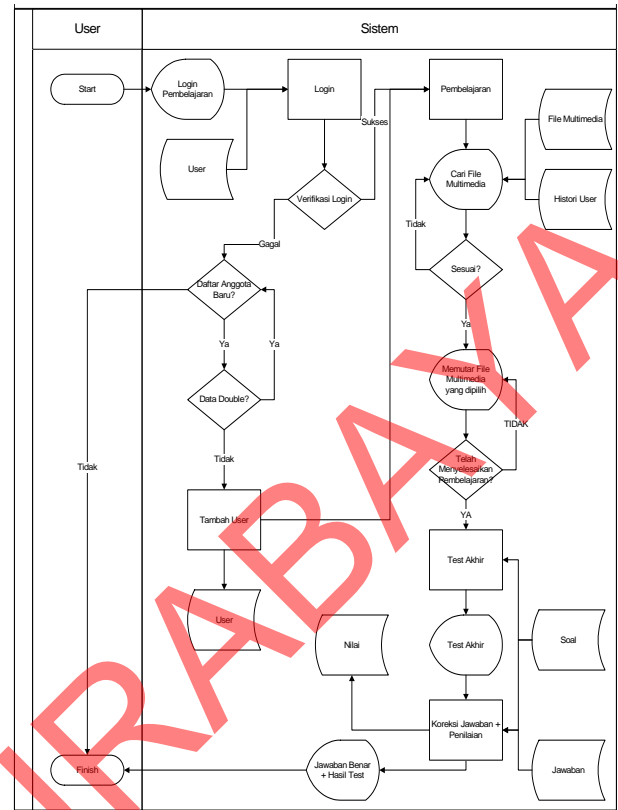 User
Sistem
Start
Login
Pembelajaran
Login
Pembelajaran
Sukses
File Multimedia
User
Verifikasi Login
Cari File
Multimedia
Histori User
Tidak
Gagal
Daftar Anggota
Baru?
Sesuai?
Ya
Ya
Ya
Memutar File
Multimedia
yang dipilih
Data Double?
TIDAK
Tidak
Tidak
Telah
Menyelesaikan
Pembelajaran?
YA
Tambah User
Test Akhir
User
Nilai
Test Akhir
Soal
Koreksi Jawaban +
Penilaian
Finish
Jawaban Benar
+ Hasil Test
Jawaban
IRABAYA